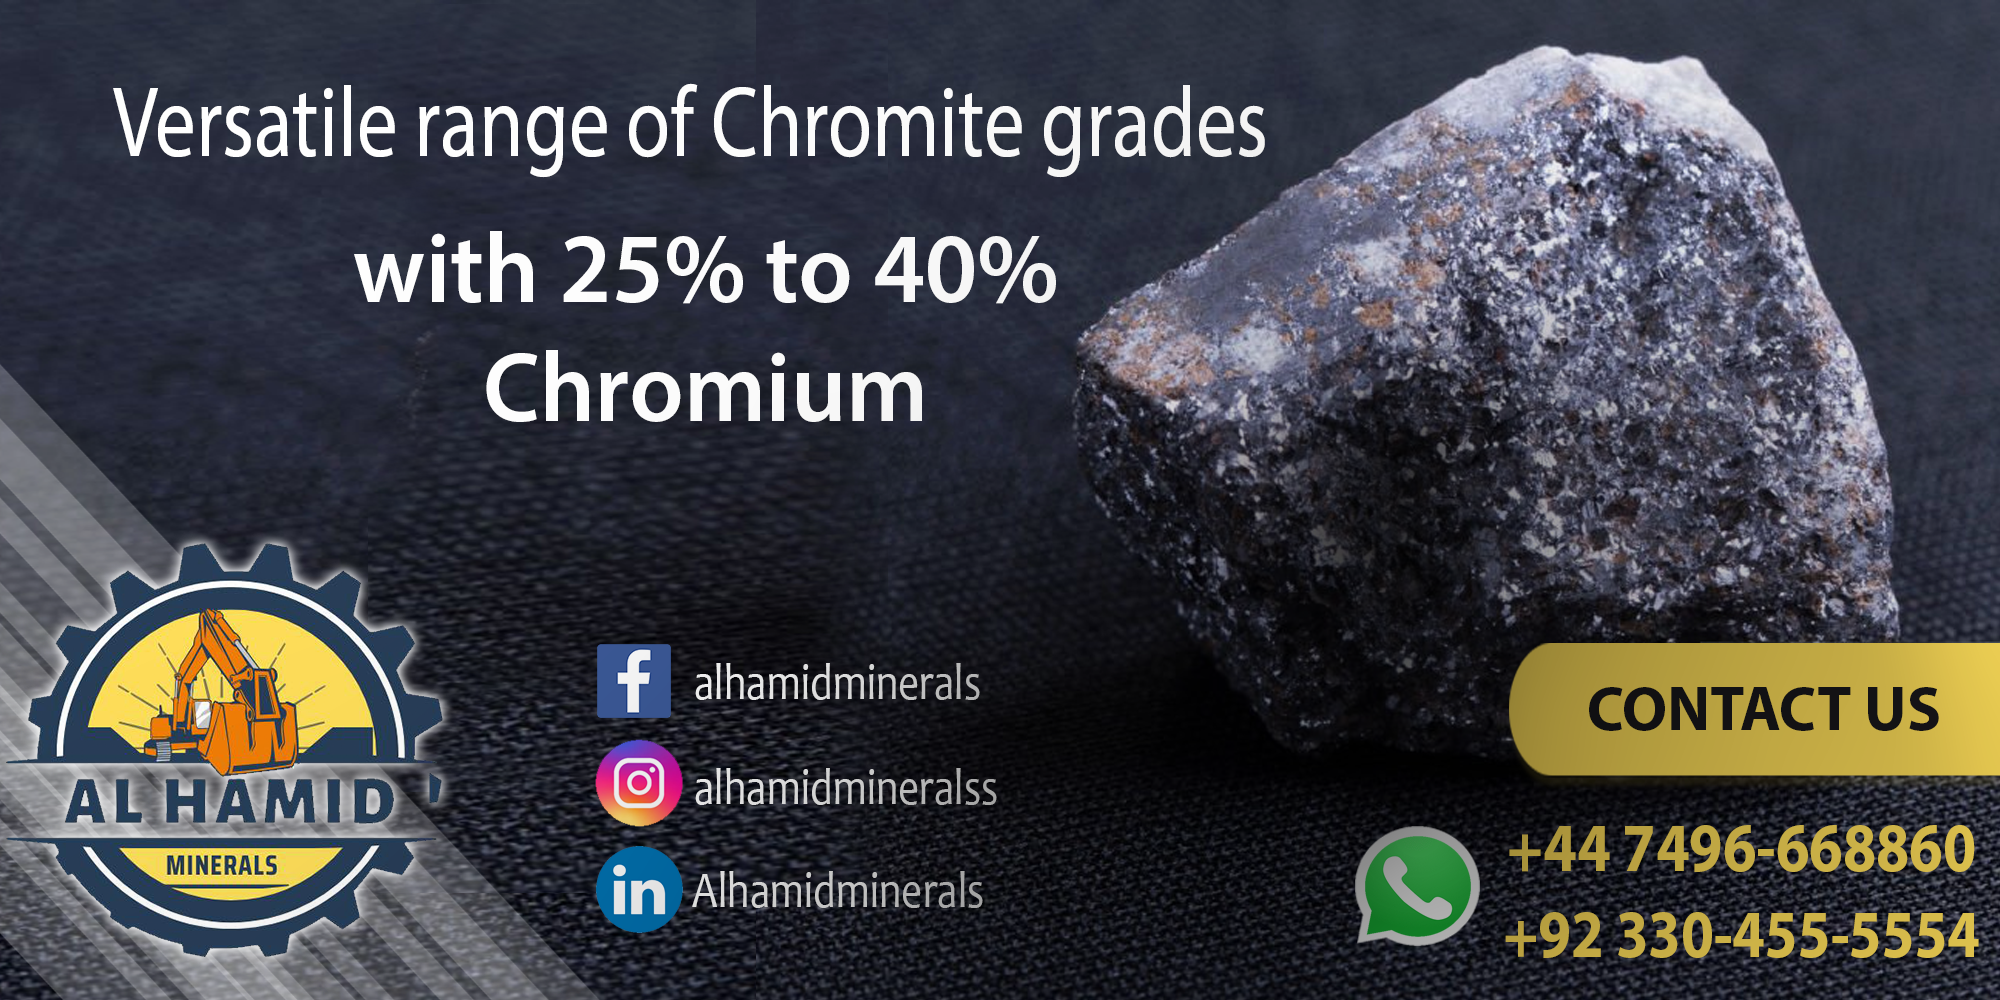 Versatile range of Chromite grades
with 25% to 40%
Chromium
AL HAMID '
MINERALS
alhamidminerals
alhamidmineralss
in Alhamidminerals
CONTACT US
+44 7496-668860
+92 330-455-5554